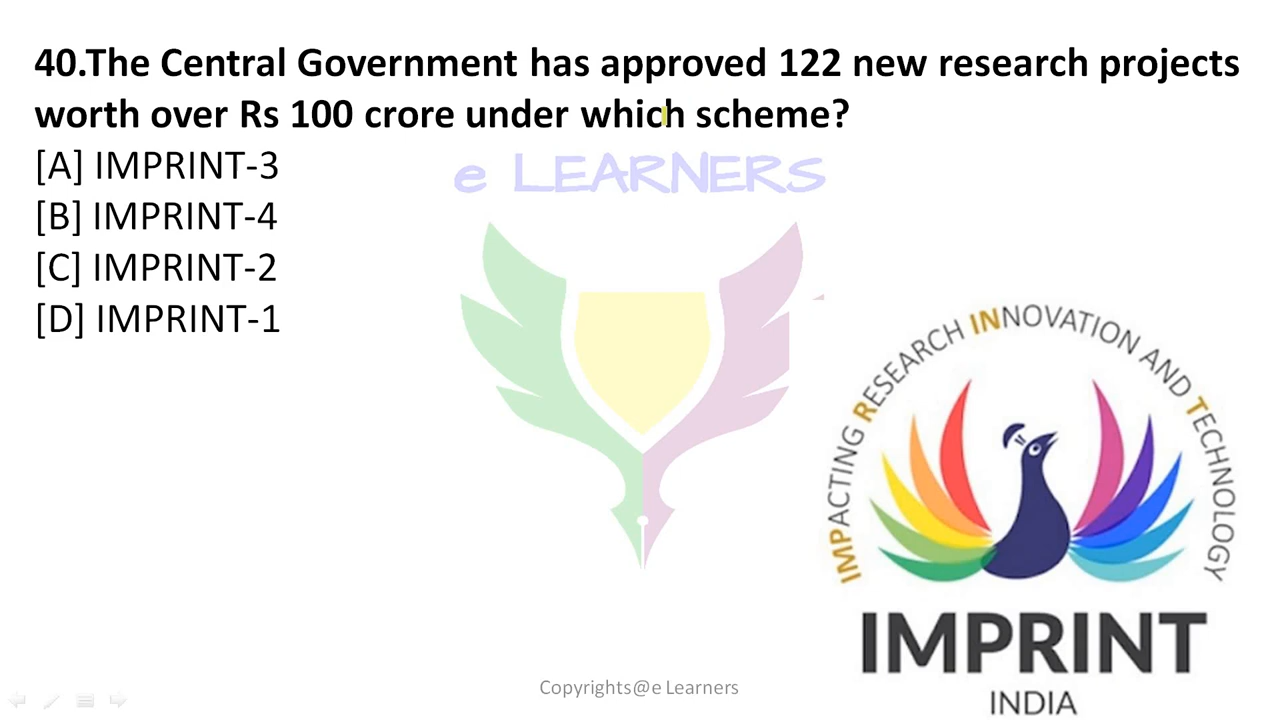 40.The Central Government has approved 122 new research projects
worth over Rs 100 crore under which scheme?
[A] IMPRINT-3
[B] IMPRINT-4
[C] IMPRINT-2
[D] IMPRINT-1
e LEARNERS
IMPACTING RESEARCH INNOVATION AND TECHNOLOGY
IMPRINT
INDIA
Copyrights@e Learners